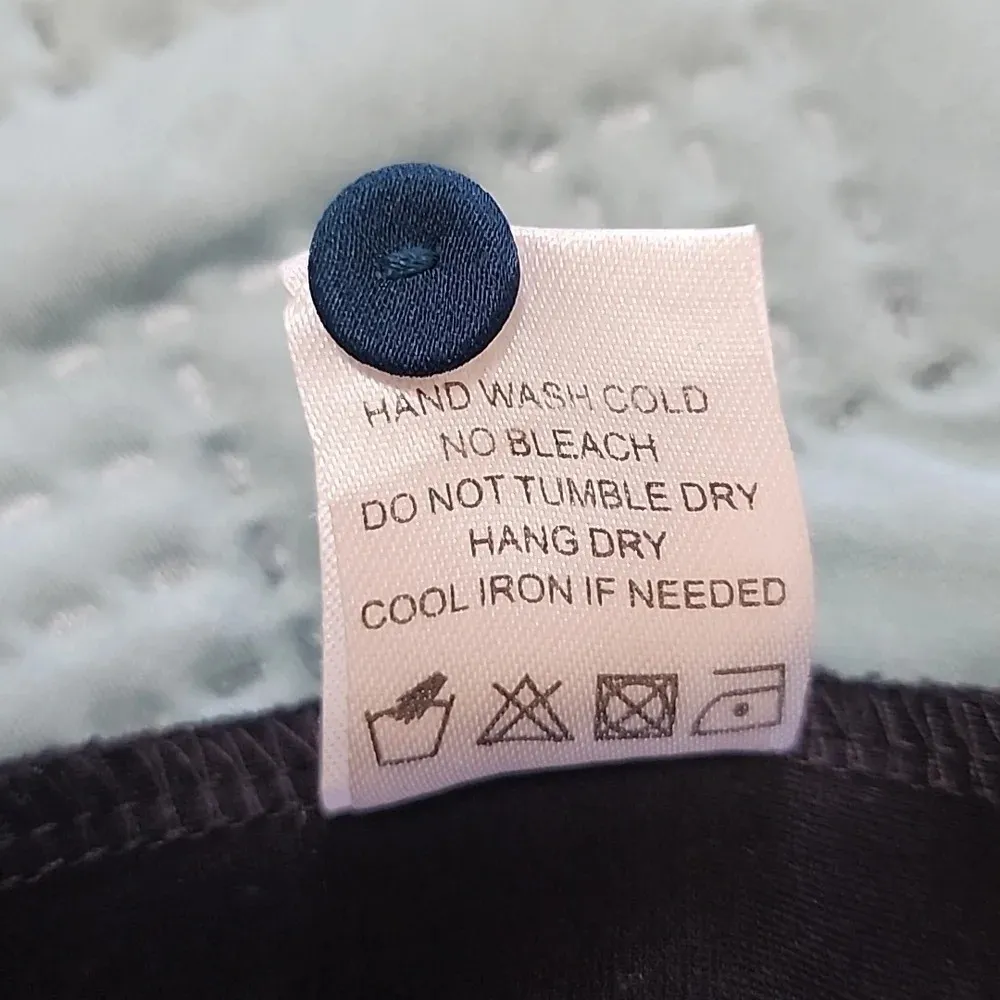 HAND WASH COLD
NO BLEACH
DO NOT TUMBLE DRY
HANG DRY
COOL IRON IF NEEDED